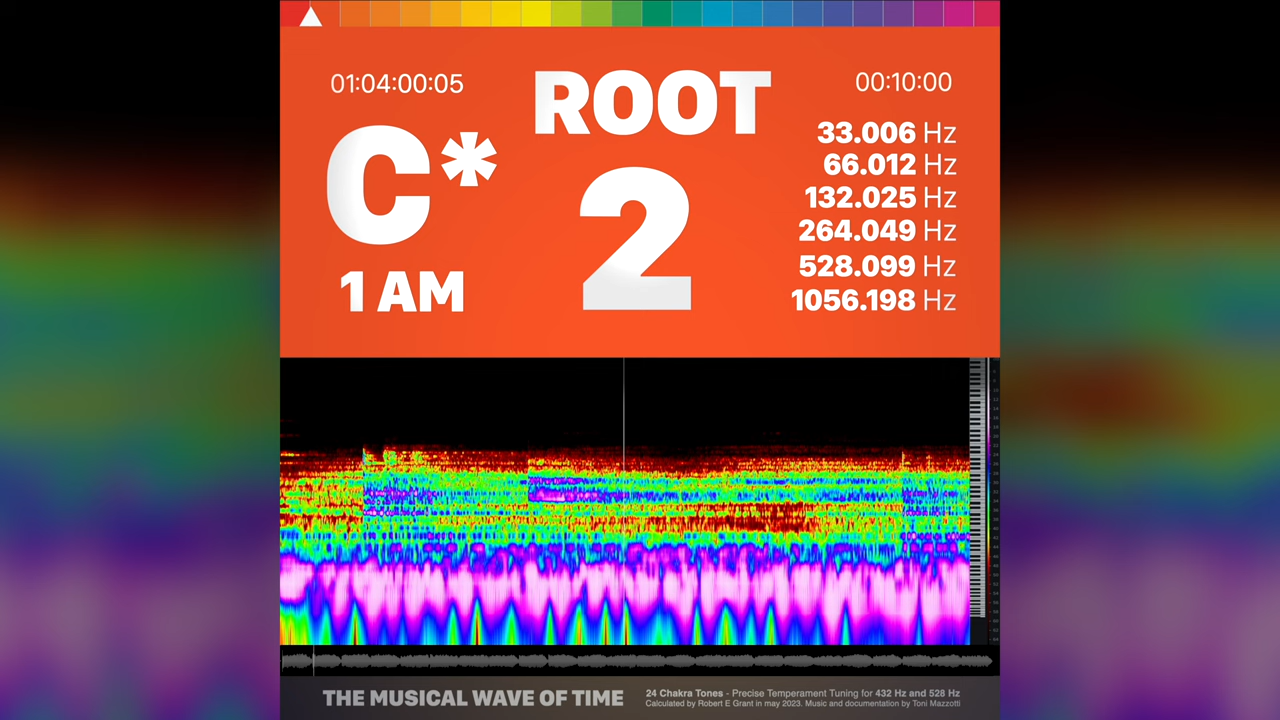 01:04:00:05
C*
1 AM
ROOT
2
00:10:00
33.006 Hz
66.012 Hz
132.025 Hz
264.049 Hz
528.099 Hz
1056.198 Hz
THE MUSICAL WAVE OF TIME
24 Chakra Tones - Precise Temperament Tuning for 432 Hz and 528 Hz
Calculated by Robert E Grant in may 2023. Music and documentation by Toni Mazzotti